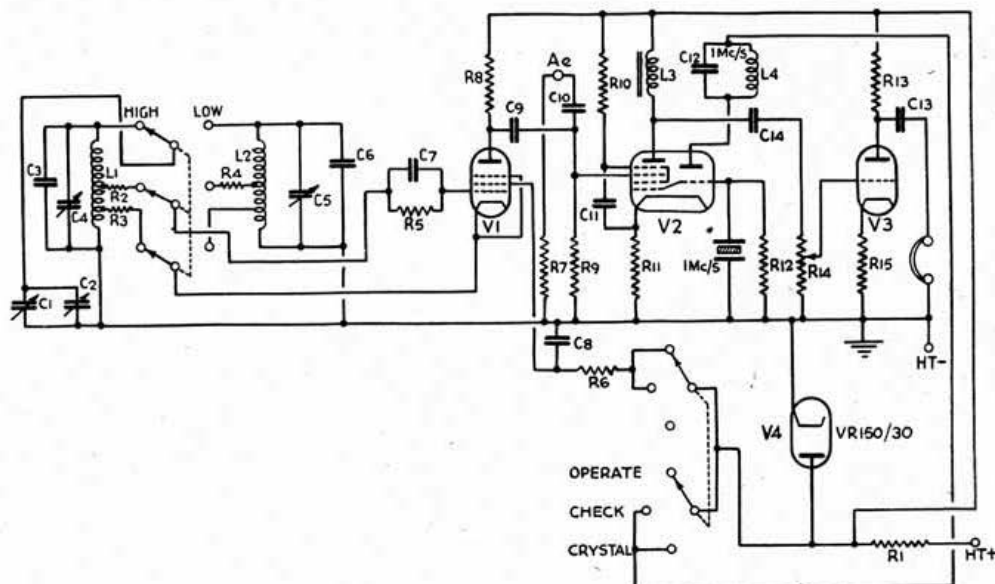 HIGH
LOW
C3
L1
R2
R3
C4
C1
C2
L2
R4
C5
C6
C7
R5
R8
C9
V1
Ae
C10
R10
C11
R7
R9
R11
V2
L3
C12
1Mc/S
L4
C14
1Mc/S
R12
R14
R13
C13
V3
R15
HT-
C8
R6
OPERATE
CHECK
CRYSTAL
V4
VR150/30
R1
HT+